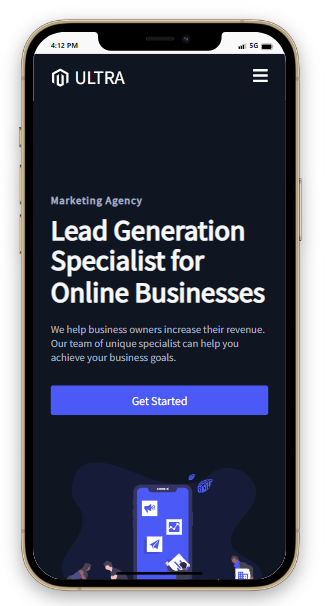 4:12 PM
5G
ULTRA
Marketing Agency
Lead Generation
Specialist for
Online Businesses
We help business owners increase their revenue.
Our team of unique specialist can help you
achieve your business goals.
Get Started